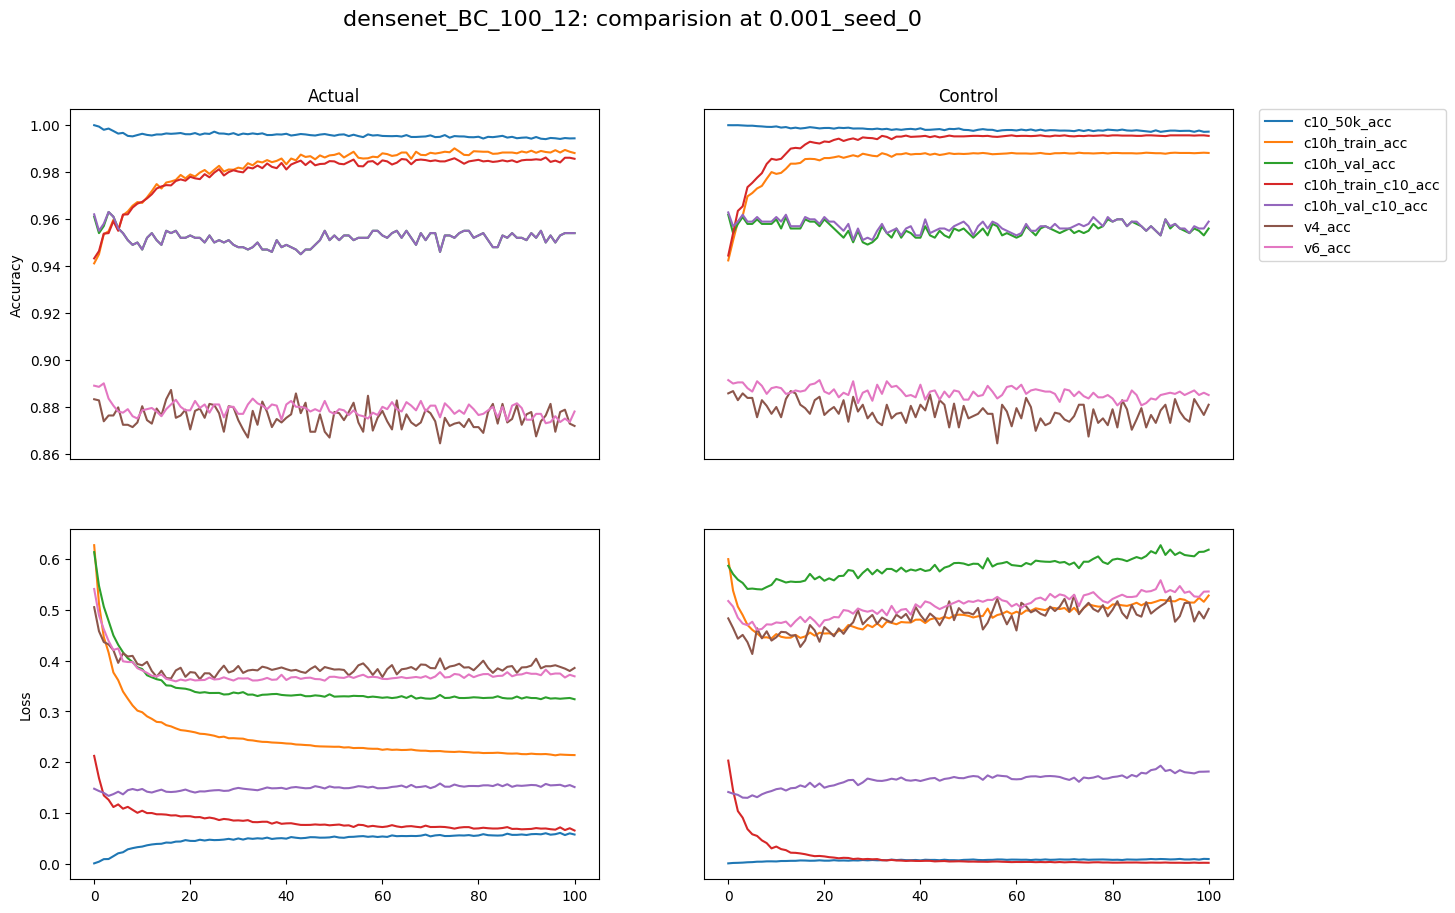 densenet_BC_100_12: comparision at 0.001_seed_0
Actual
Control
1.00
0.98
0.96
0.94
0.92
0.90
0.88
0.86
Accuracy
c10_50k_acc
c10h_train_acc
c10h_val_acc
c10h_train_c10_acc
c10h_val_c10_acc
v4_acc
v6_acc
0.6
0.5
0.4
0.3
0.2
0.1
0.0
Loss
0 20 40 60 80 100
0 20 40 60 80 100